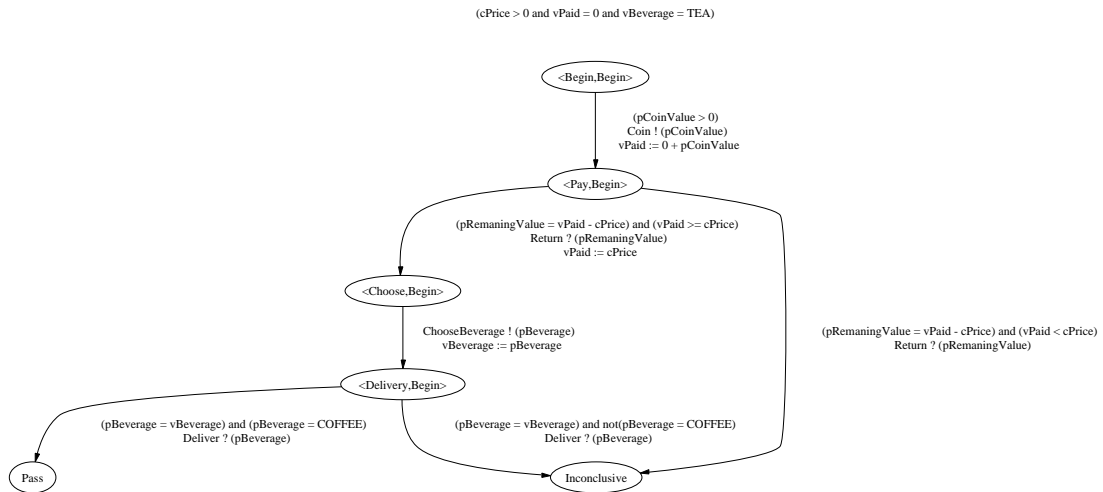 (cPrice > 0 and vPaid = 0 and vBeverage = TEA)
<Begin,Begin>
(pCoinValue > 0)
Coin ! (pCoinValue)
vPaid := 0 + pCoinValue
<Pay,Begin>
(pRemaningValue = vPaid - cPrice) and (vPaid >= cPrice)
Return ? (pRemaningValue)
vPaid := cPrice
<Choose,Begin>
ChooseBeverage ! (pBeverage)
vBeverage := pBeverage
(pRemaningValue = vPaid - cPrice) and (vPaid < cPrice)
Return ? (pRemaningValue)
<Delivery,Begin>
(pBeverage = vBeverage) and (pBeverage = COFFEE)
Deliver ? (pBeverage)
(pBeverage = vBeverage) and not(pBeverage = COFFEE)
Deliver ? (pBeverage)
Pass
Inconclusive